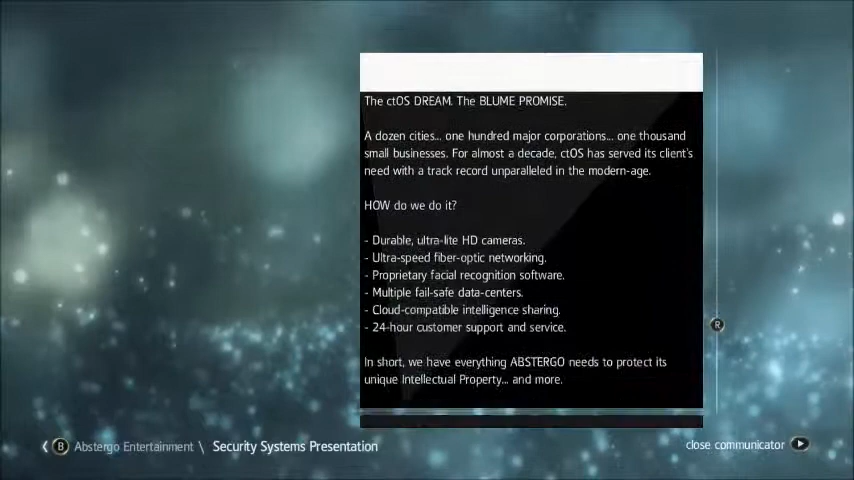 The ctOS DREAM. The BLUME PROMISE.
A dozen cities... one hundred major corporations... one thousand
small businesses. For almost a decade, ctOS has served its client's
need with a track record unparalleled in the modern-age.
HOW do we do it?
- Durable, ultra-lite HD cameras.
- Ultra-speed fiber-optic networking.
- Proprietary facial recognition software.
- Multiple fail-safe data-centers.
- Cloud-compatible intelligence sharing.
- 24-hour customer support and service.
In short, we have everything ABSTERGO needs to protect its
unique Intellectual Property... and more.
R
B Abstergo Entertainment \ Security Systems Presentation
close communicator